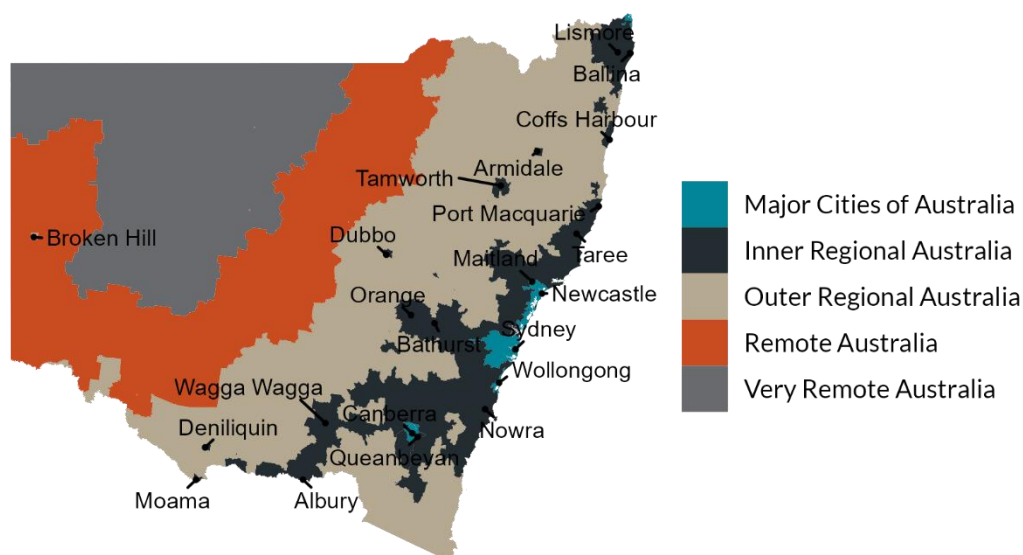 Lismore
Ballina
Coffs Harbour
Armidale
Tamworth
Port Macquarie
Broken Hill
Dubbo
Taree
Maitland
Newcastle
Orange
Sydney
Bathurst
Wollongong
Wagga Wagga
Canberra
Nowra
Deniliquin
Queanbeyan
Moama
Albury
Major Cities of Australia
Inner Regional Australia
Outer Regional Australia
Remote Australia
Very Remote Australia